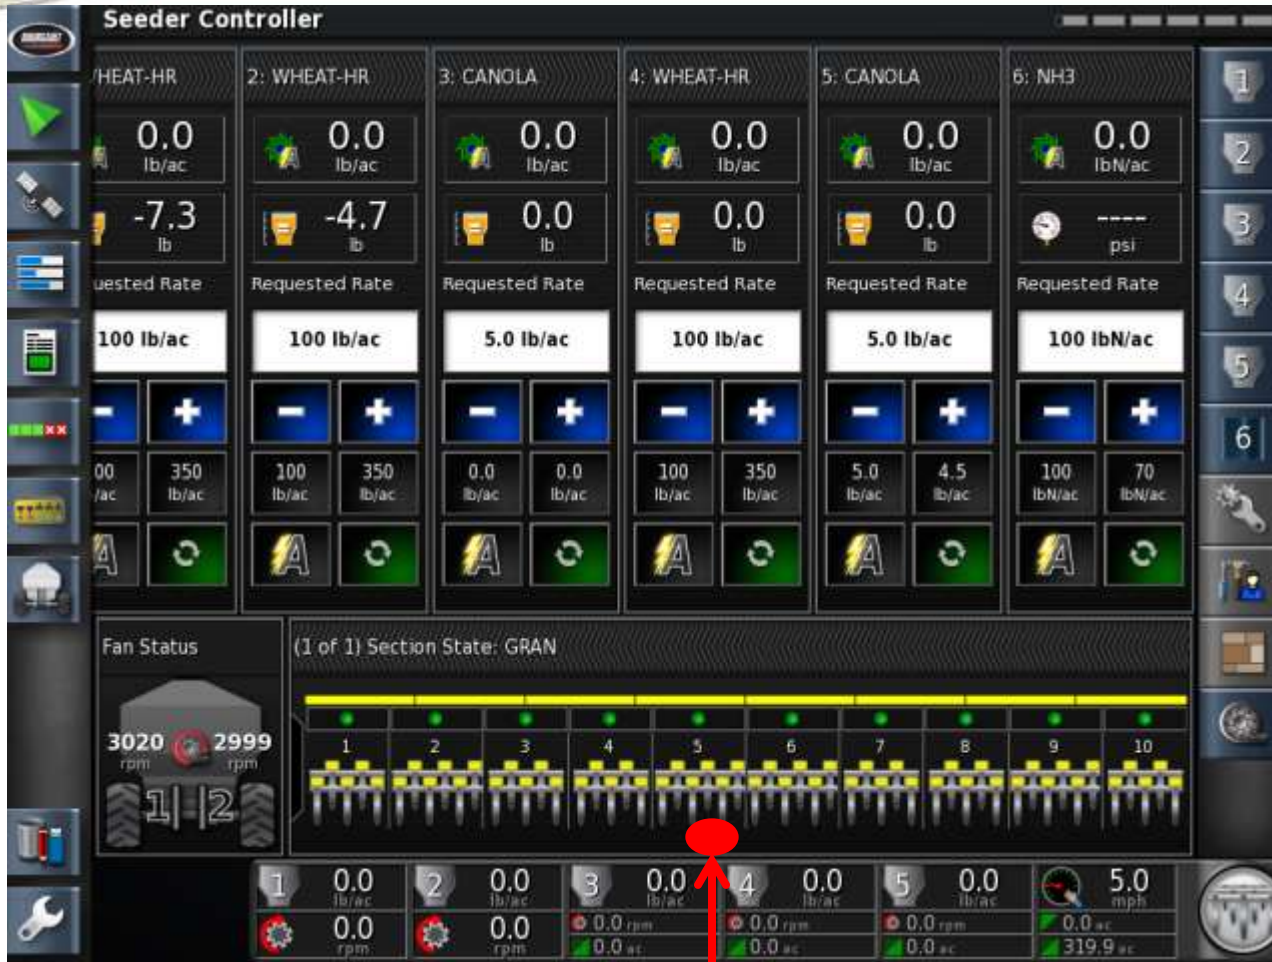 Seeder Controller
WHEAT-HR 2: WHEAT-HR 3: CANOLA 4: WHEAT-HR 5: CANOLA 6: NH3
0.0 0.0 0.0 0.0 0.0 0.0
lb/ac lb/ac lb/ac lb/ac lb/ac lbN/ac
-7.3 -4.7 0.0 0.0 0.0 ----
lb lb lb lb lb psi
uested Rate Requested Rate Requested Rate Requested Rate Requested Rate Requested Rate
100 lb/ac 100 lb/ac 5.0 lb/ac 100 lb/ac 5.0 lb/ac 100 lbN/ac
00 350 100 350 0.0 0.0 100 350 5.0 4.5 100 70
/ac lb/ac lb/ac lb/ac lb/ac lb/ac lb/ac lb/ac lb/ac lb/ac lbN/ac lbN/ac
A A A A A A
Fan Status (1 of 1) Section State: GRAN
3020 2999
rpm rpm
1 2
1 2 3 4 5 6 7 8 9 10
1 0.0 2 0.0 3 0.0 4 0.0 5 0.0 5.0
lb/ac lb/ac lb/ac lb/ac lb/ac mph
0.0 0.0 0.0 rpm 0.0 rpm 0.0 rpm 0.0 ac
rpm rpm 0.0 ac 0.0 ac 0.0 ac 319.9 ac
1
2
3
4
5
6